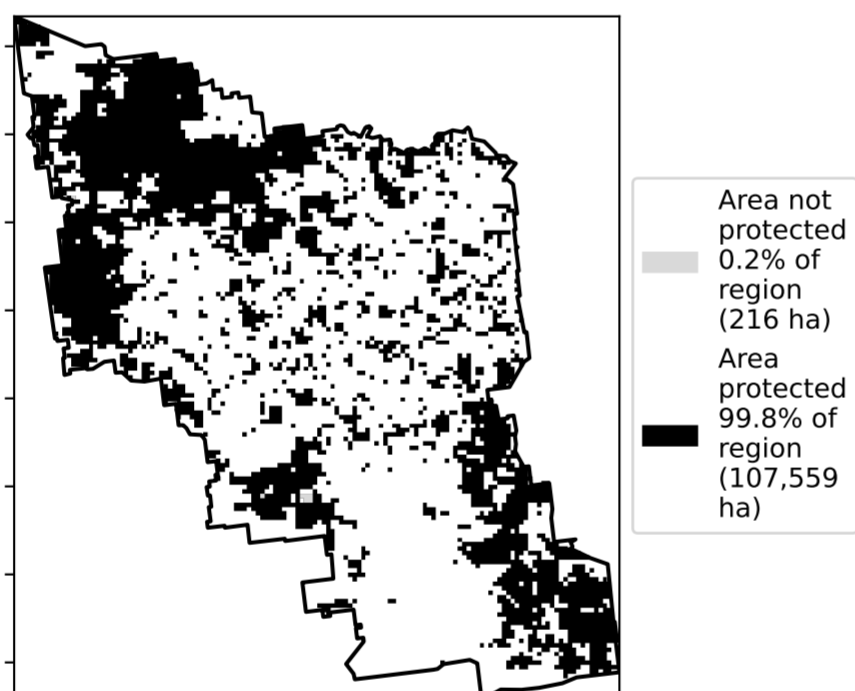 Area not
protected
0.2% of
region
(216 ha)
Area
protected
99.8% of
region
(107,559
ha)